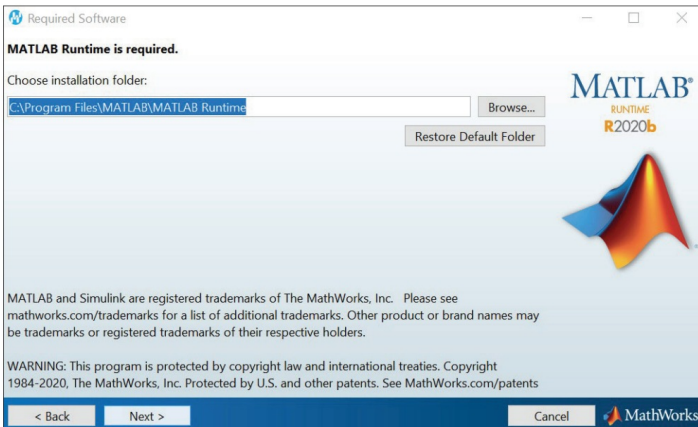 Required Software
MATLAB Runtime is required.
Choose installation folder:
C:\Program Files\MATLAB\MATLAB Runtime
Browse...
Restore Default Folder
MATLAB®
RUNTIME
R2020b
MATLAB and Simulink are registered trademarks of The MathWorks, Inc.   Please see
mathworks.com/trademarks for a list of additional trademarks. Other product or brand names may
be trademarks or registered trademarks of their respective holders.
WARNING: This program is protected by copyright law and international treaties. Copyright
1984-2020, The MathWorks, Inc. Protected by U.S. and other patents. See MathWorks.com/patents
< Back
Next >
Cancel
MathWorks